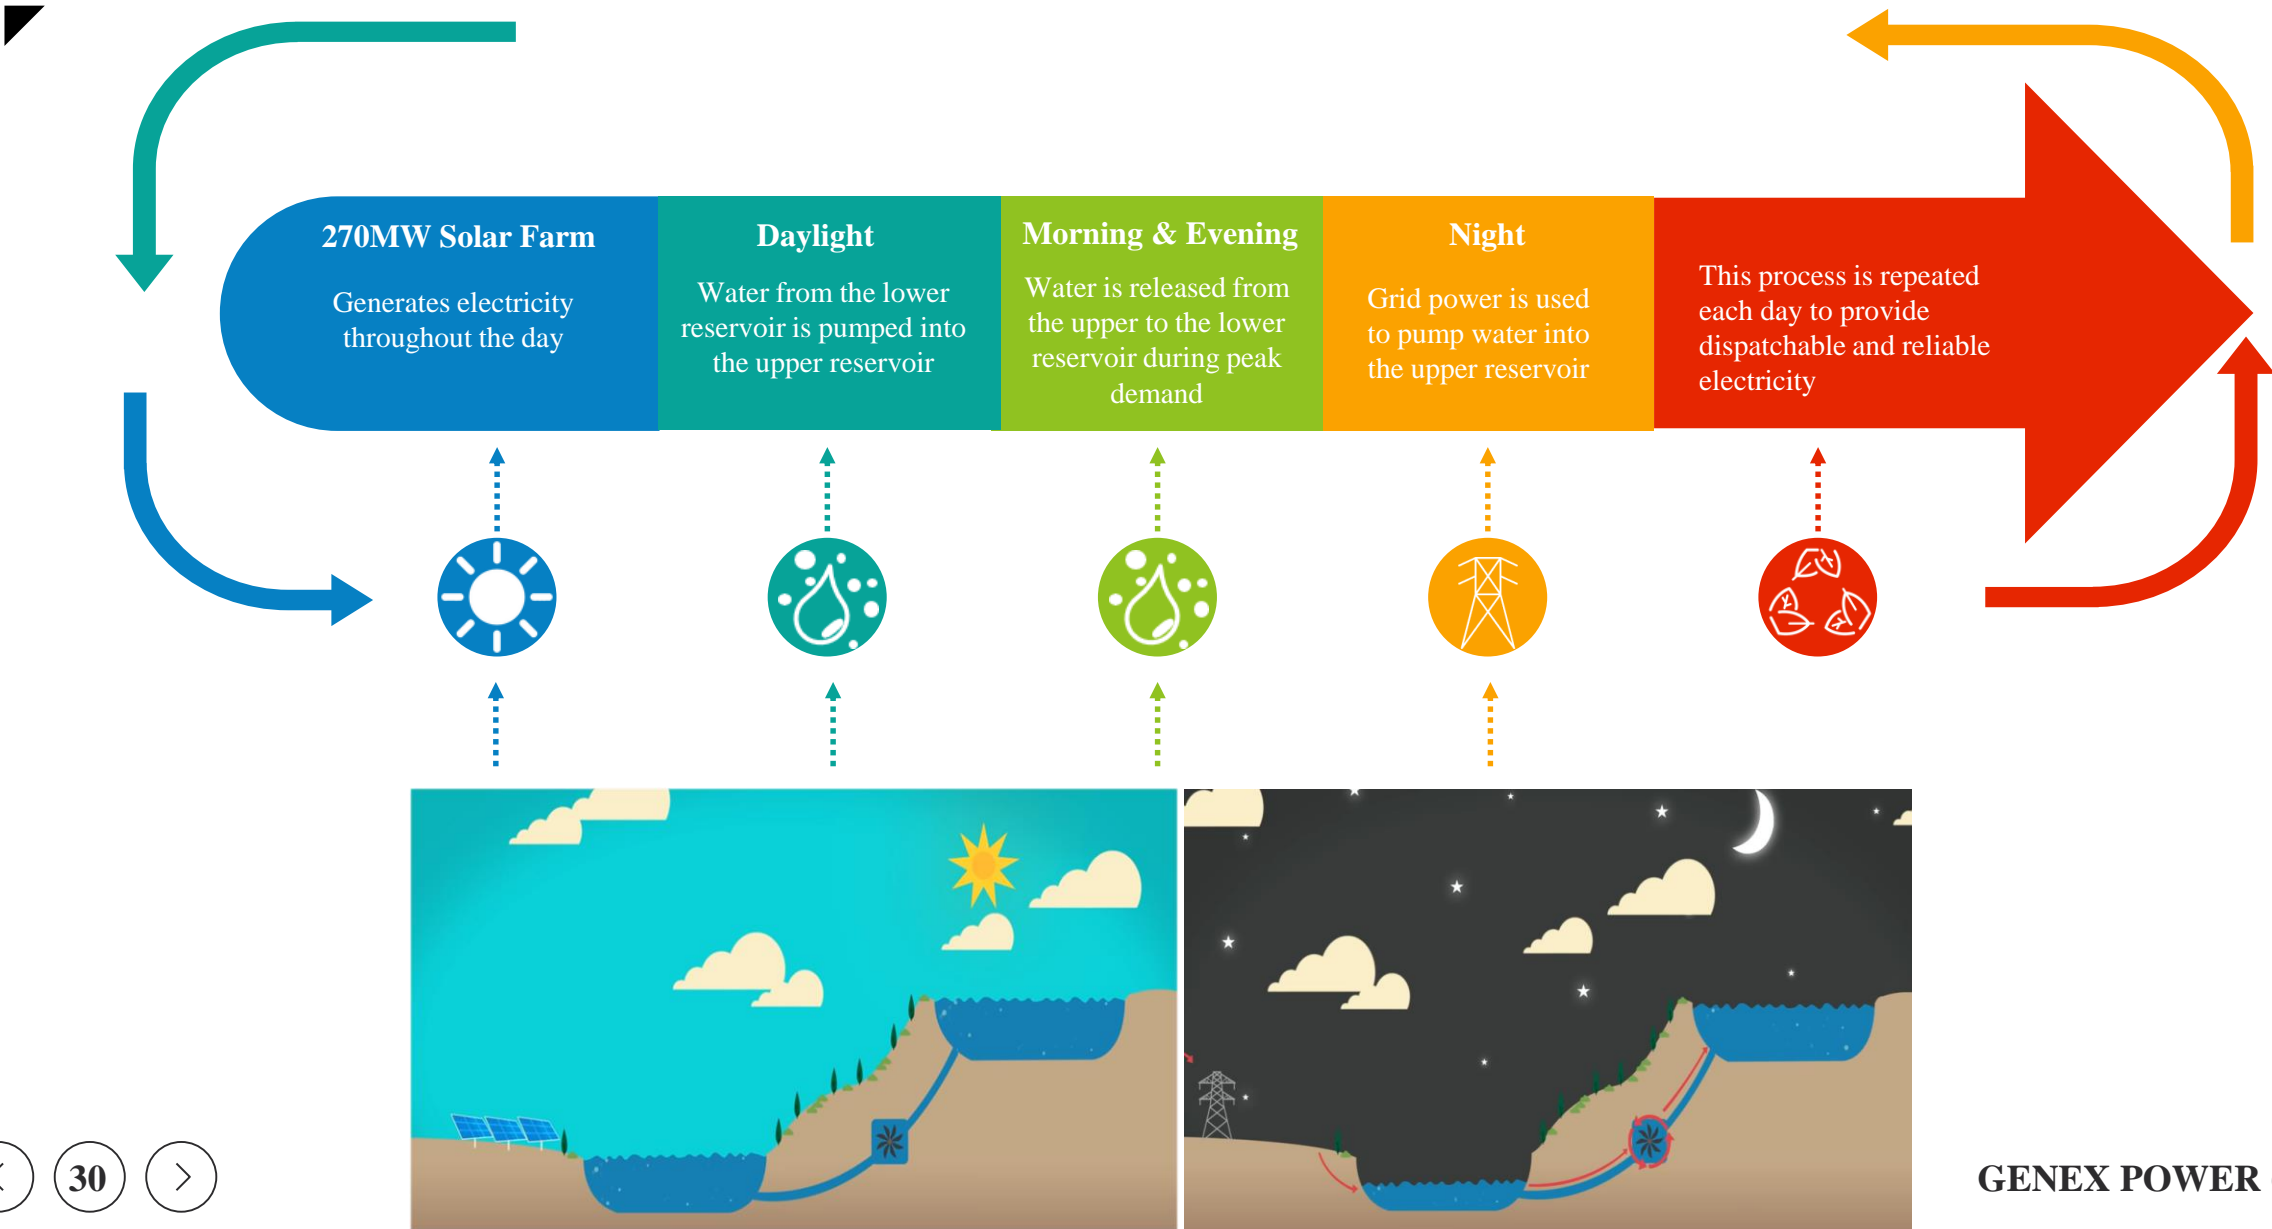 270MW Solar Farm
Generates electricity
throughout the day
Daylight
Water from the lower
reservoir is pumped into
the upper reservoir
Morning & Evening
Water is released from
the upper to the lower
reservoir during peak
demand
Night
Grid power is used
to pump water into
the upper reservoir
This process is repeated
each day to provide
dispatchable and reliable
electricity
30
GENEX POWER